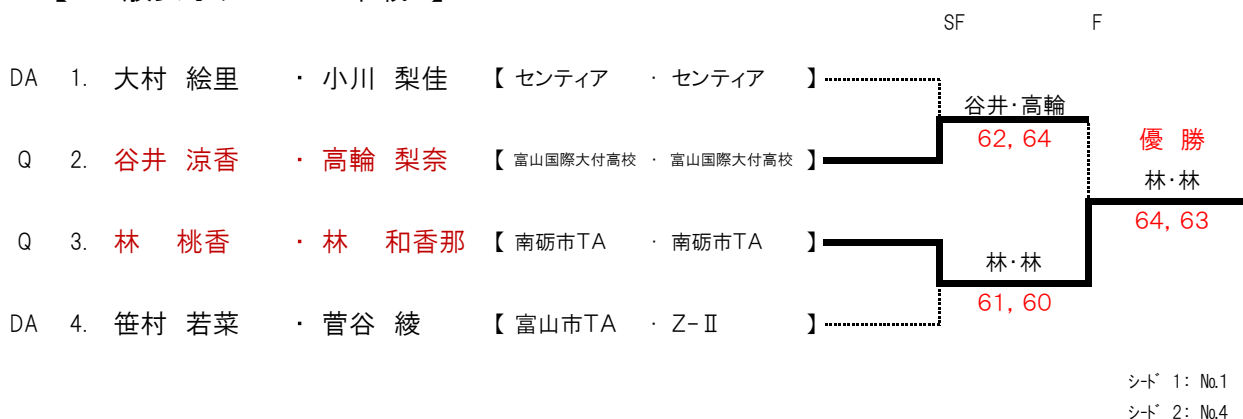 SF F
DA 1. 大村 絵里 ・ 小川 梨佳 【 センティア ・ センティア 】
谷井・高輪
62, 64
Q 2. 谷井 涼香 ・ 高輪 梨奈 【 富山国際大付高校 ・ 富山国際大付高校 】
優 勝
林・林
64, 63
Q 3. 林 桃香 ・ 林 和香那 【 南砺市TA ・ 南砺市TA 】
林・林
61, 60
DA 4. 笹村 若菜 ・ 菅谷 綾 【 富山市TA ・ Z-Ⅱ 】
シード 1: №1
シード 2: №4